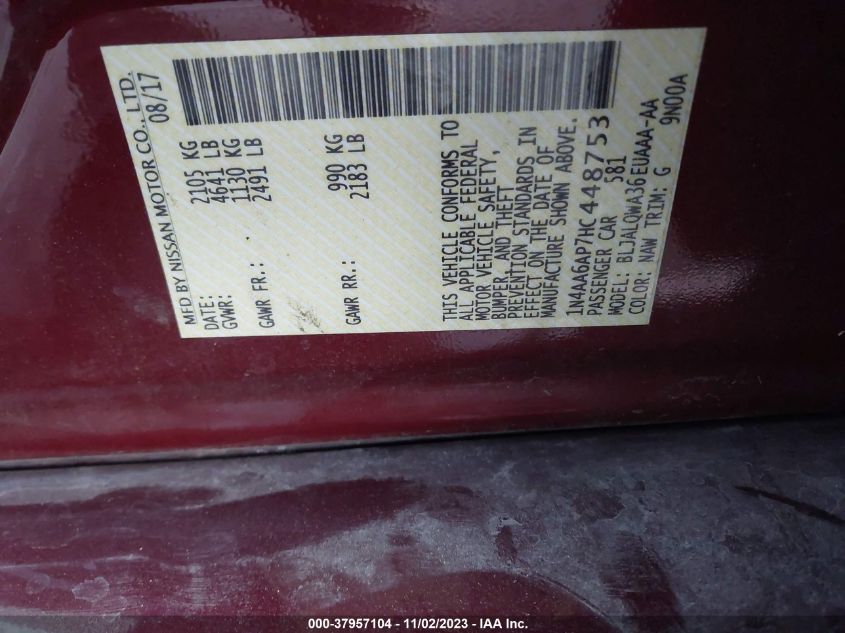 MFD BY NISSAN MOTOR CO., LTD.
DATE: 08/17
GVWR: 2105 KG
4641 LB
GAWR FR.: 1130 KG
2491 LB
GAWR RR.: 990 KG
2183 LB
THIS VEHICLE CONFORMS TO
ALL APPLICABLE FEDERAL
MOTOR VEHICLE SAFETY,
BUMPER, AND THEFT
PREVENTION STANDARDS IN
EFFECT ON THE DATE OF
MANUFACTURE SHOWN ABOVE.
1N4AA6AP7HC448753
PASSENGER CAR 581
MODEL: BLJALQWA36EUAAA-AA
COLOR: NAW TRIM: G 9N00A
000-37957104 - 11/02/2023 - IAA Inc.